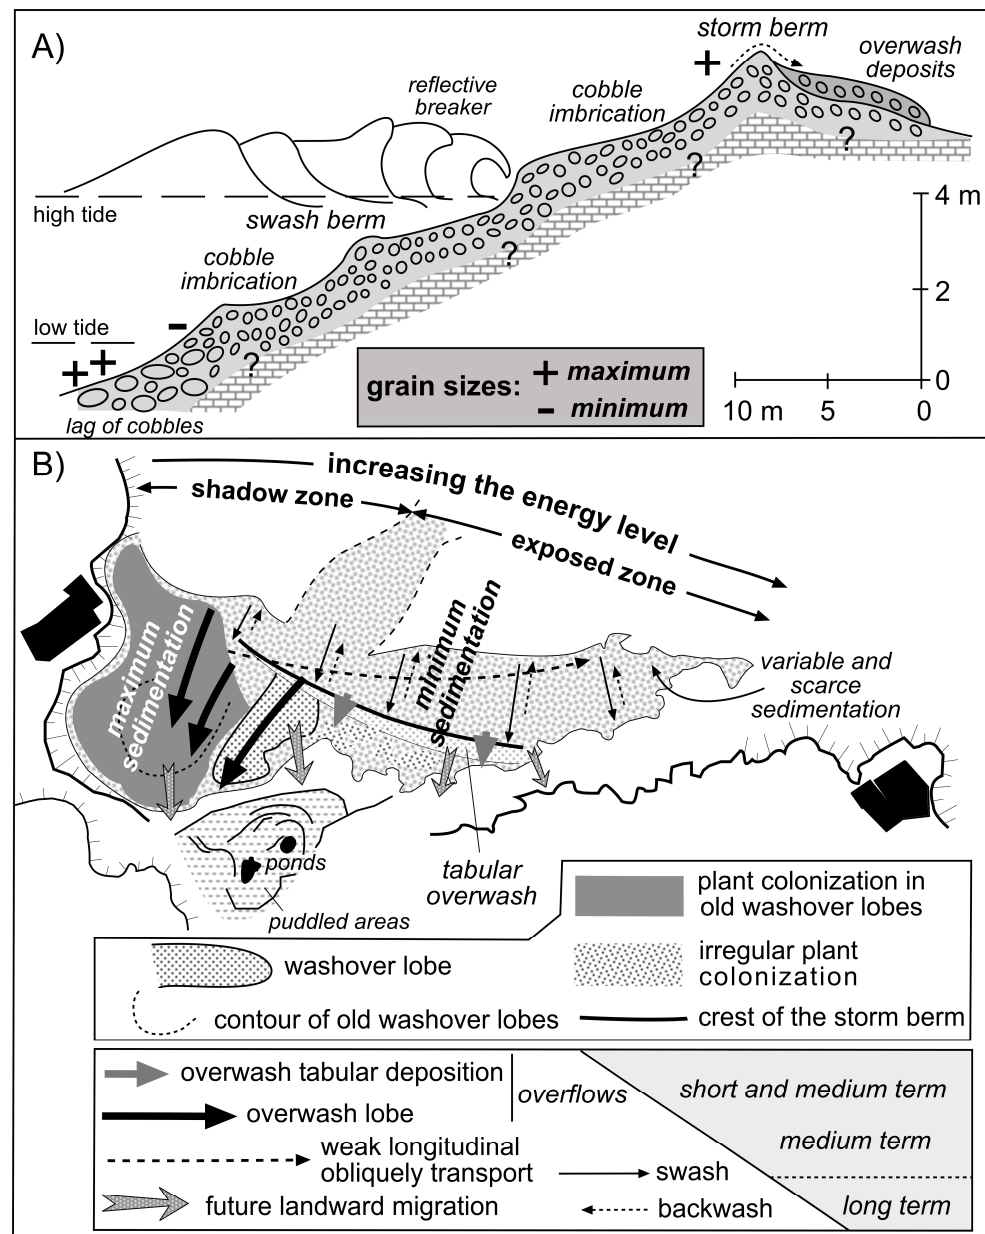 A)
storm berm
+
overwash
deposits
reflective
breaker
cobble
imbrication
high tide
swash berm
?
?
4 m
cobble
imbrication
?
2
low tide
-
+ +
?
grain sizes: + maximum
- minimum
0
10 m 5 0
lag of cobbles
B)
increasing the energy level
shadow zone
exposed zone
maximum
sedimentation
minimum
sedimentation
variable and
scarce
sedimentation
ponds
puddled areas
tabular
overwash
plant colonization in
old washover lobes
washover lobe
irregular plant
colonization
contour of old washover lobes
crest of the storm berm
overwash tabular deposition
overflows
overwash lobe
short and medium term
medium term
weak longitudinal
obliquely transport
swash
future landward migration
backwash
long term